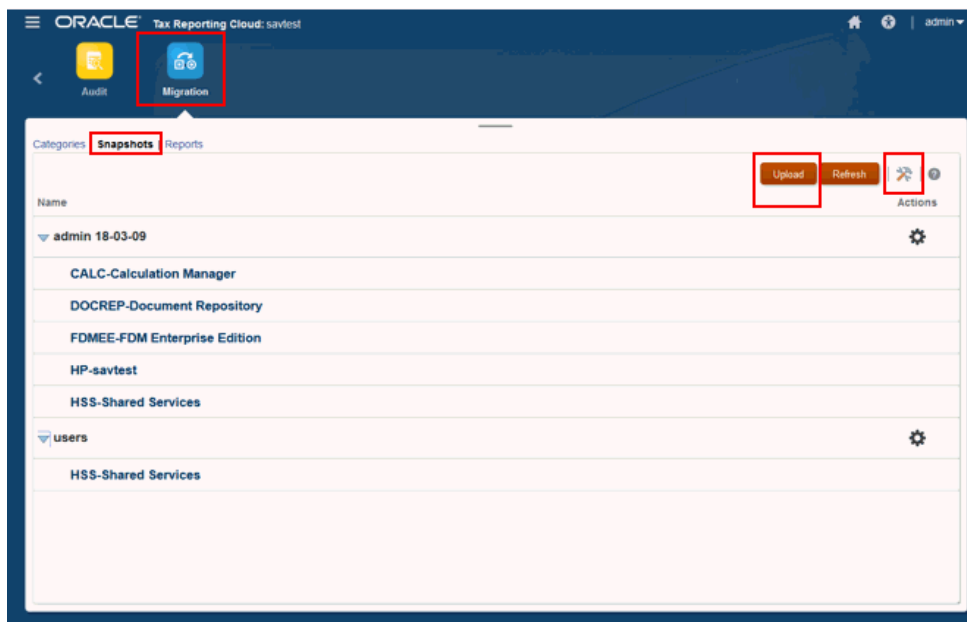 ORACLE Tax Reporting Cloud: savtest
admin
Audit
Migration
Categories Snapshots | Reports
Upload
Refresh
Name
Actions
admin 18-03-09
CALC-Calculation Manager
DOCREP-Document Repository
FDMEE-FDM Enterprise Edition
HP-savtest
HSS-Shared Services
users
HSS-Shared Services